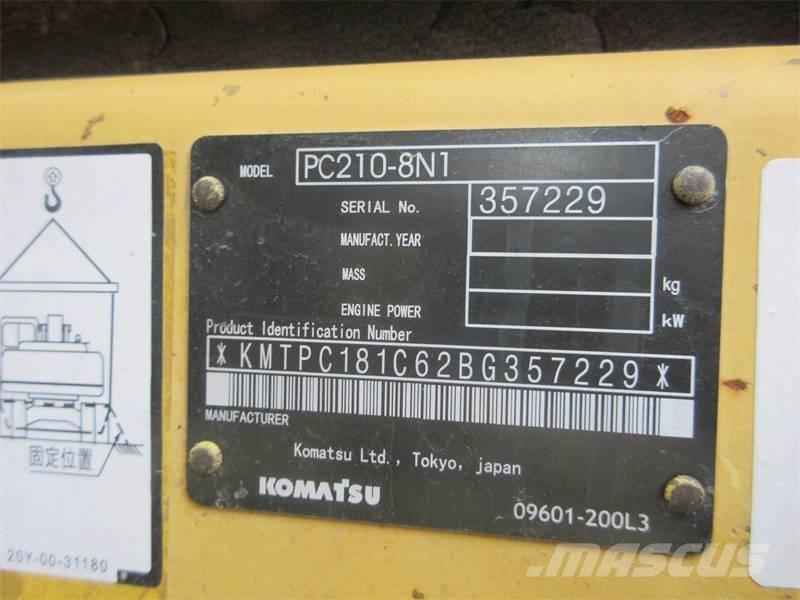 MODEL PC210-8N1
SERIAL No. 357229
MANUFACT. YEAR
MASS kg
ENGINE POWER kW
Product Identification Number
*KMTPC181C62BG357229*
MANUFACTURER
Komatsu Ltd., Tokyo, japan
KOMATSU
09601-200L3
固定位置
20Y-00-31180
MASCUS